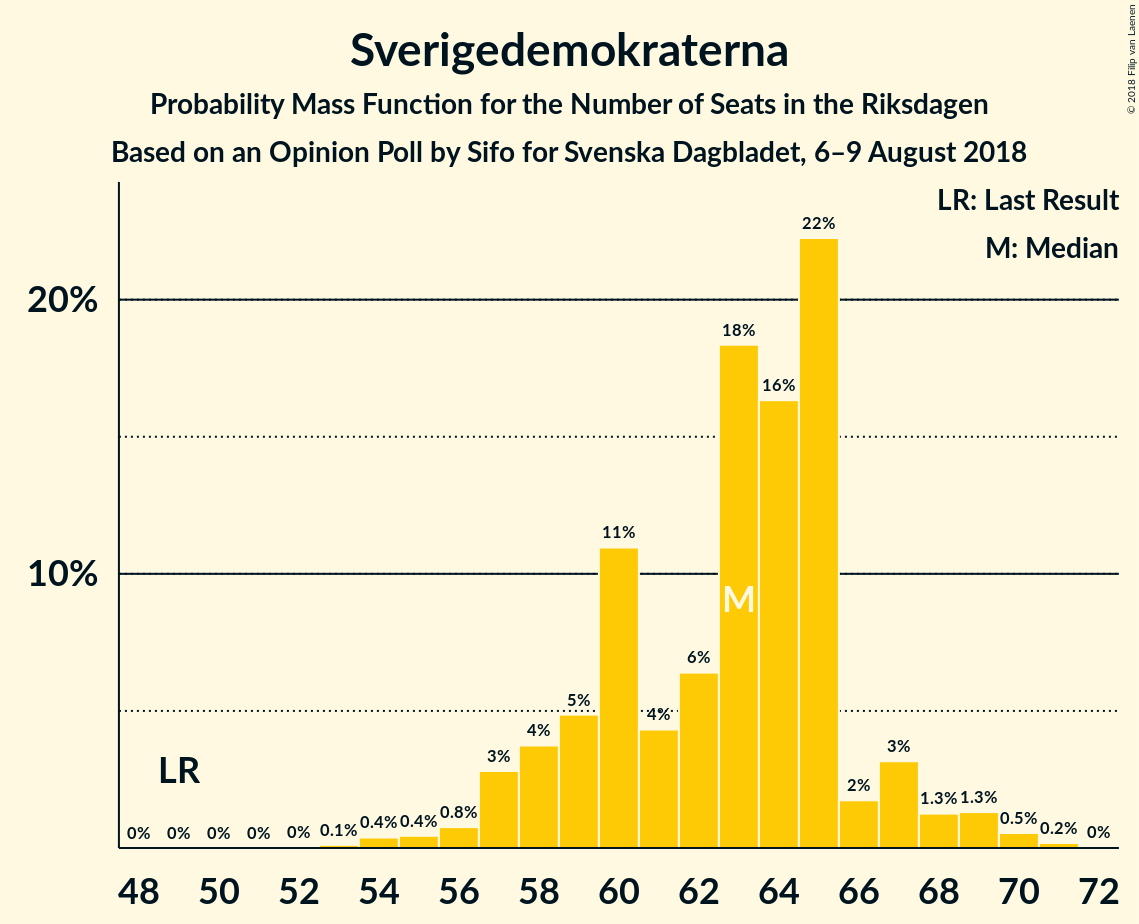 Sverigedemokraterna
Probability Mass Function for the Number of Seats in the Riksdagen
Based on an Opinion Poll by Sifo for Svenska Dagbladet, 6–9 August 2018
© 2018 Filip van Laenen
LR: Last Result
M: Median
22%
20%
18%
16%
11%
10%
M
6%
5%
4%
4%
3%
3%
LR
2%
0% 0% 0% 0% 0% 0.1% 0.4% 0.4% 0.8% 1.3% 1.3% 0.5% 0.2% 0%
48 50 52 54 56 58 60 62 64 66 68 70 72